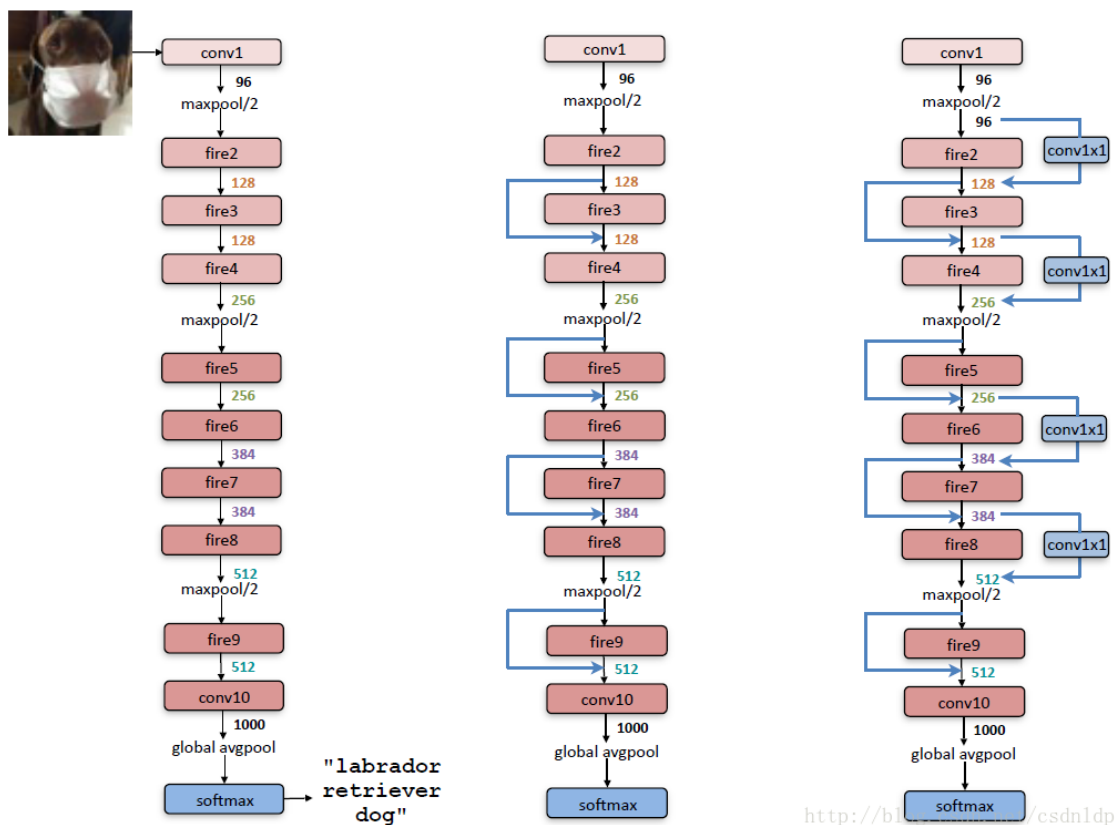 conv1
96
maxpool/2
fire2
128
fire3
128
fire4
256
maxpool/2
fire5
256
fire6
384
fire7
384
fire8
512
maxpool/2
fire9
512
conv10
1000
global avgpool
softmax
"labrador
retriever
dog"
conv1
96
maxpool/2
fire2
128
fire3
128
fire4
256
maxpool/2
fire5
256
fire6
384
fire7
384
fire8
512
maxpool/2
fire9
512
conv10
1000
global avgpool
softmax
conv1
96
maxpool/2
96
conv1x1
fire2
128
fire3
128
fire4
conv1x1
256
maxpool/2
fire5
256
fire6
conv1x1
384
fire7
384
fire8
conv1x1
512
maxpool/2
fire9
512
conv10
1000
global avgpool
softmax